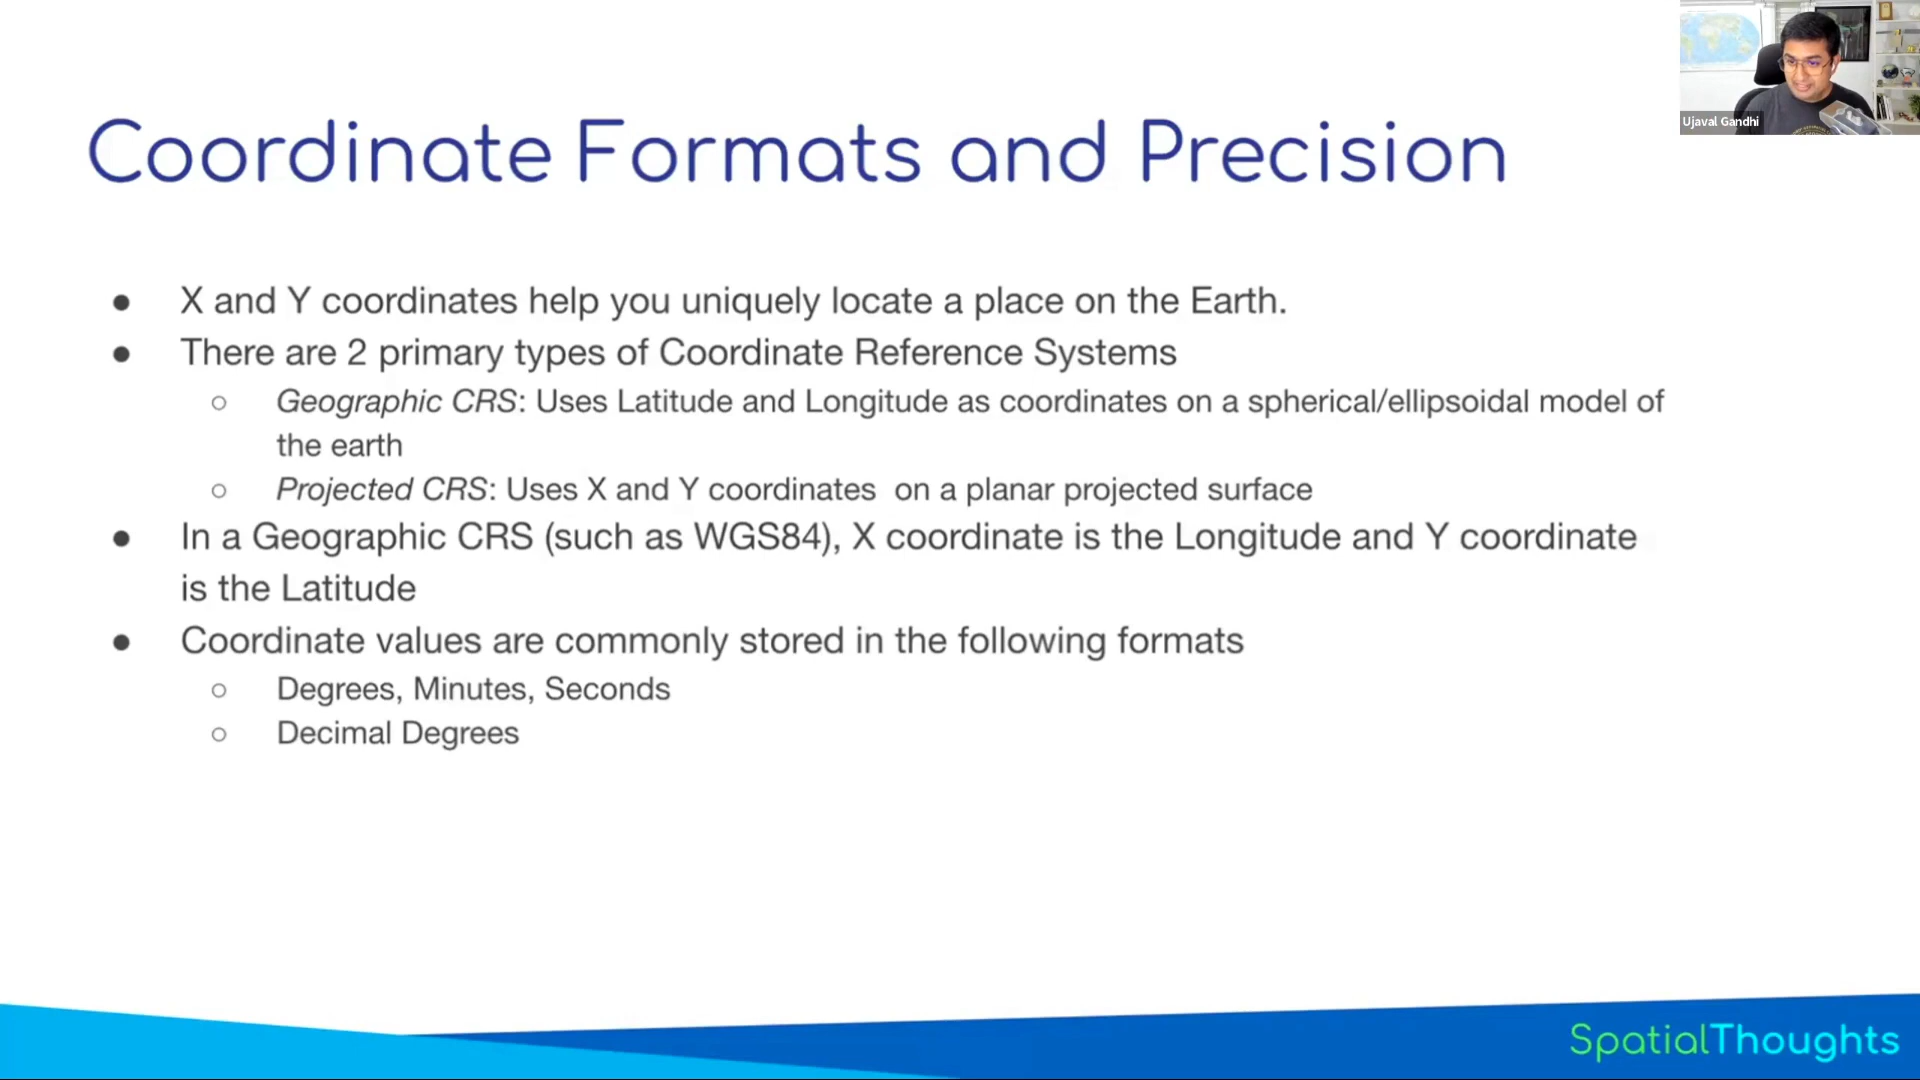 Ujaval Gandhi
Coordinate Formats and Precision
● X and Y coordinates help you uniquely locate a place on the Earth.
● There are 2 primary types of Coordinate Reference Systems
○ Geographic CRS: Uses Latitude and Longitude as coordinates on a spherical/ellipsoidal model of
the earth
○ Projected CRS: Uses X and Y coordinates on a planar projected surface
● In a Geographic CRS (such as WGS84), X coordinate is the Longitude and Y coordinate
is the Latitude
● Coordinate values are commonly stored in the following formats
○ Degrees, Minutes, Seconds
○ Decimal Degrees
SpatialThoughts